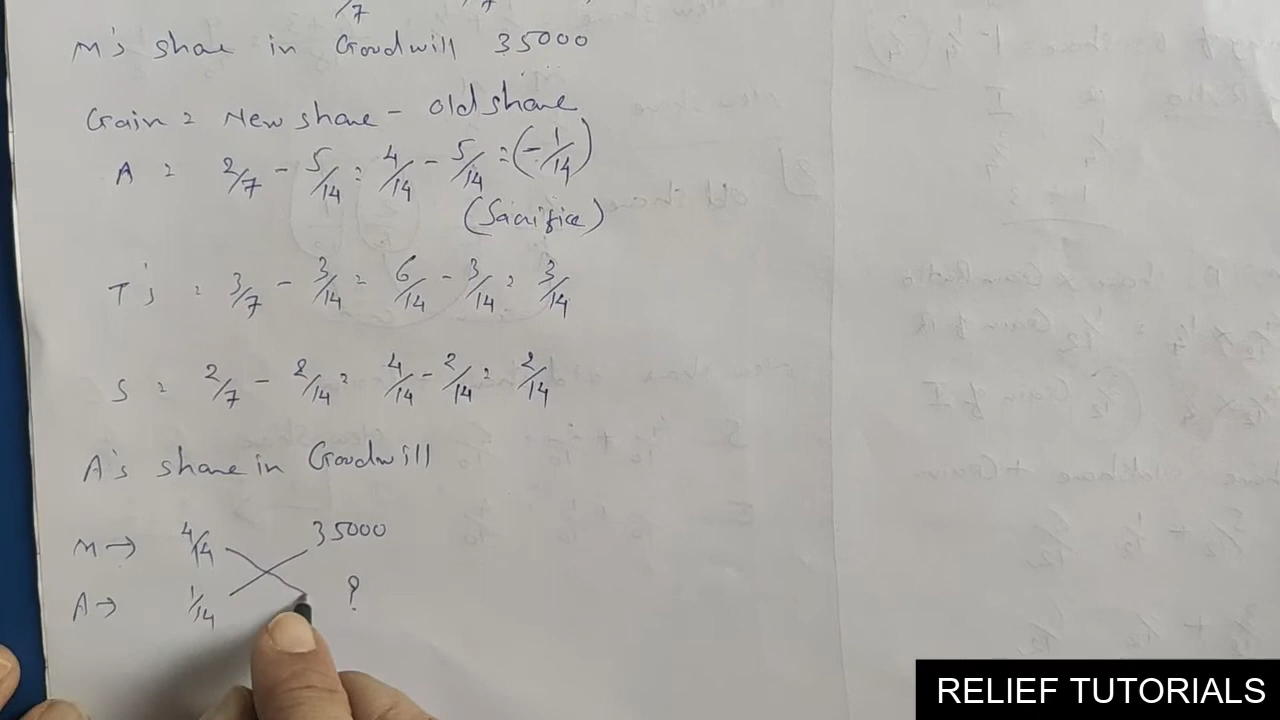 /7 /7
M's share in Goodwill 35000
Gain = New share - old share
A = 2/7 - 5/14 = 4/14 - 5/14 = (-1/14)
(Sacrifice)
T's = 3/7 - 3/14 = 6/14 - 3/14 = 3/14
S = 2/7 - 2/14 = 4/14 - 2/14 = 2/14
A's share in Goodwill
M → 4/14 35000
A → 1/14 ?
RELIEF TUTORIALS